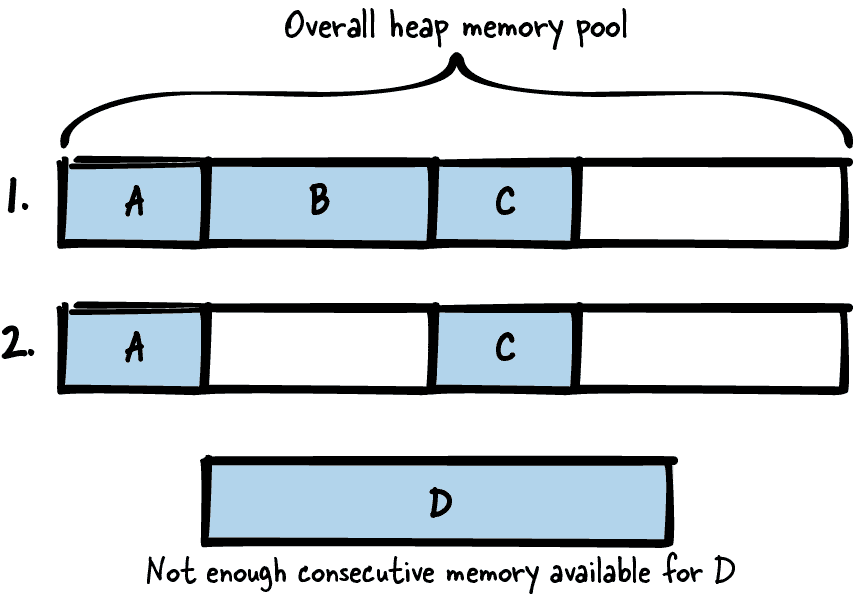 Overall heap memory pool
1. A B C
2. A C
D
Not enough consecutive memory available for D